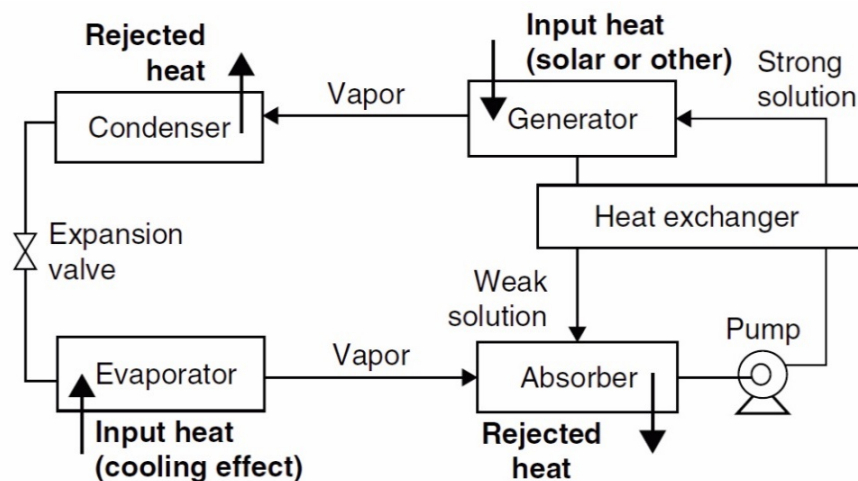 Rejected
heat
Input heat
(solar or other)
Strong
solution
Vapor
Condenser
Generator
Heat exchanger
Expansion
valve
Weak
solution
Pump
Evaporator
Vapor
Absorber
Input heat
(cooling effect)
Rejected
heat